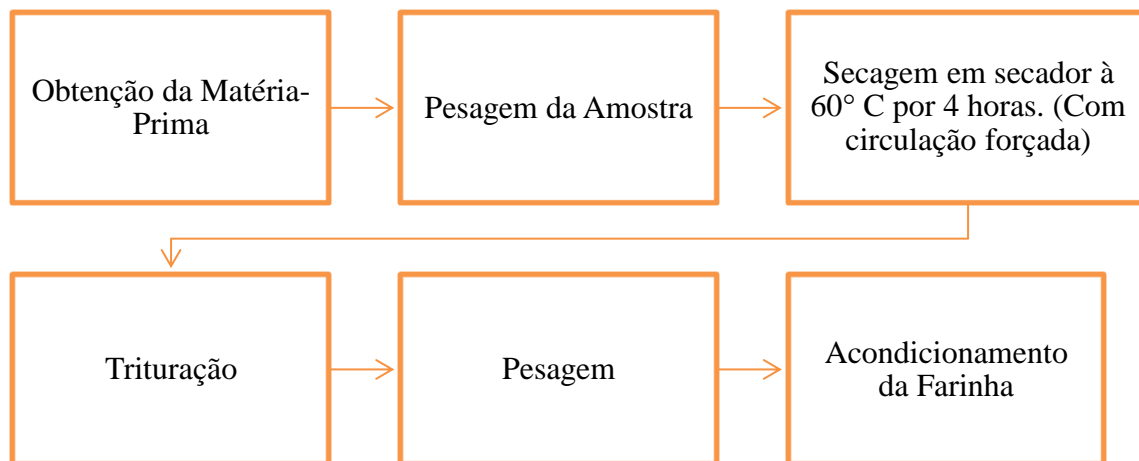 Obtenção da Matéria-
Prima
Pesagem da Amostra
Secagem em secador à
60° C por 4 horas. (Com
circulação forçada)
Trituração
Pesagem
Acondicionamento
da Farinha